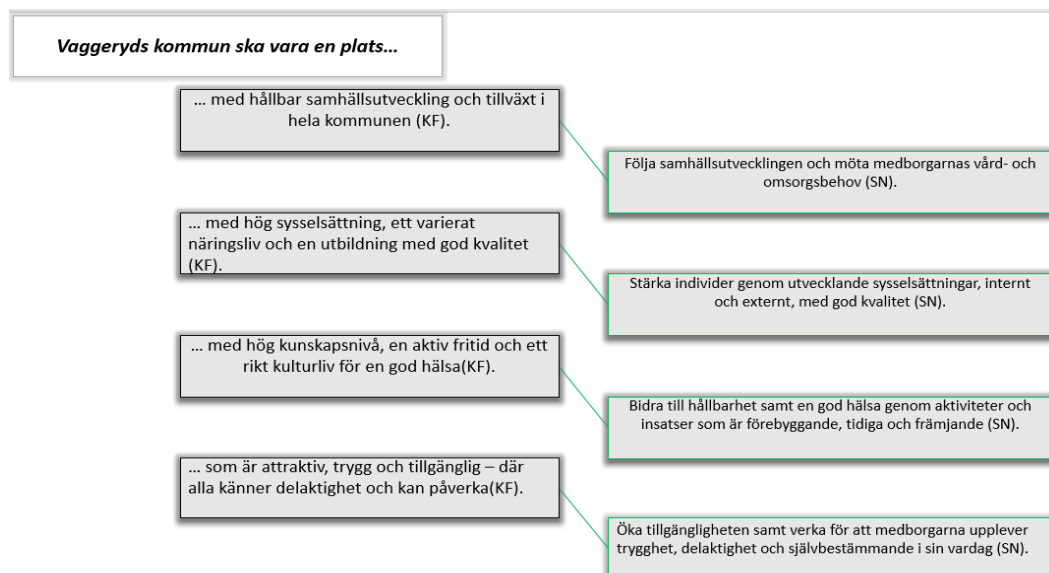 Vaggeryds kommun ska vara en plats...
... med hållbar samhällsutveckling och tillväxt i
hela kommunen (KF).
Följa samhällsutvecklingen och möta medborgarnas vård- och
omsorgsbehov (SN).
... med hög sysselsättning, ett varierat
näringsliv och en utbildning med god kvalitet
(KF).
Stärka individer genom utvecklande sysselsättningar, internt
och externt, med god kvalitet (SN).
... med hög kunskapsnivå, en aktiv fritid och ett
rikt kulturliv för en god hälsa(KF).
Bidra till hållbarhet samt en god hälsa genom aktiviteter och
insatser som är förebyggande, tidiga och främjande (SN).
... som är attraktiv, trygg och tillgänglig – där
alla känner delaktighet och kan påverka(KF).
Öka tillgängligheten samt verka för att medborgarna upplever
trygghet, delaktighet och självbestämmande i sin vardag (SN).